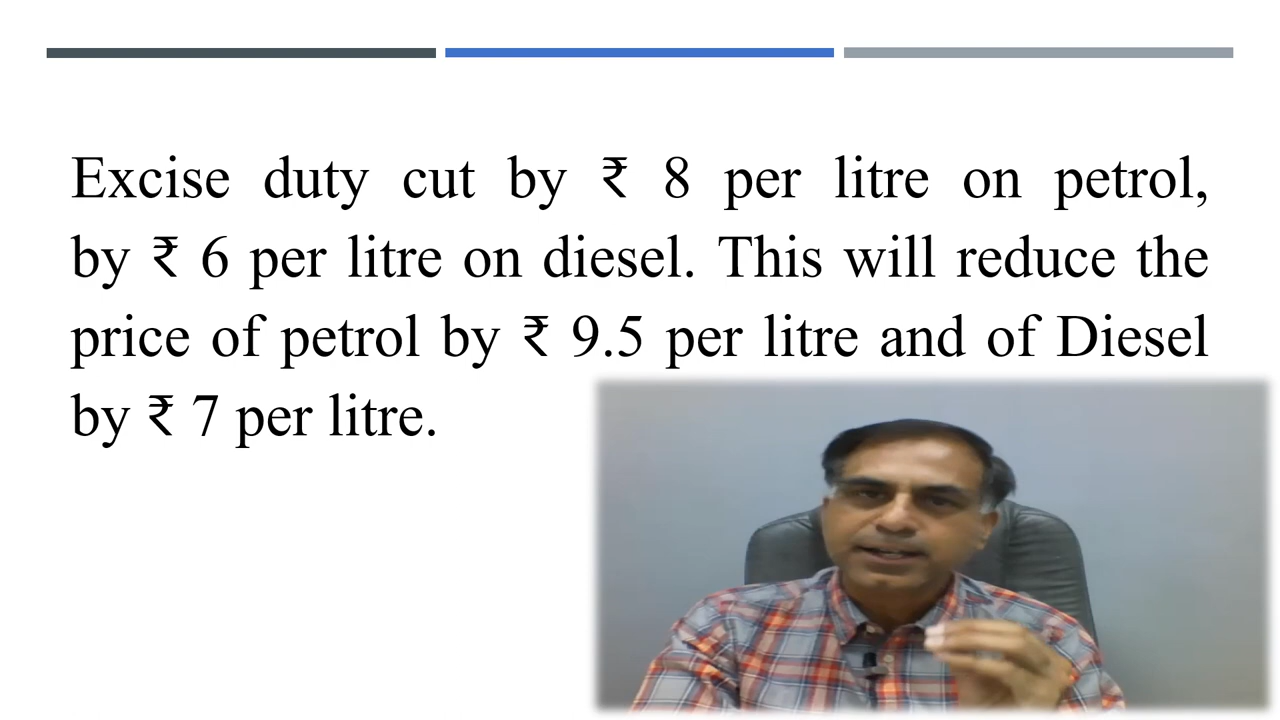 Excise duty cut by ₹ 8 per litre on petrol,
by ₹ 6 per litre on diesel. This will reduce the
price of petrol by ₹ 9.5 per litre and of Diesel
by ₹ 7 per litre.